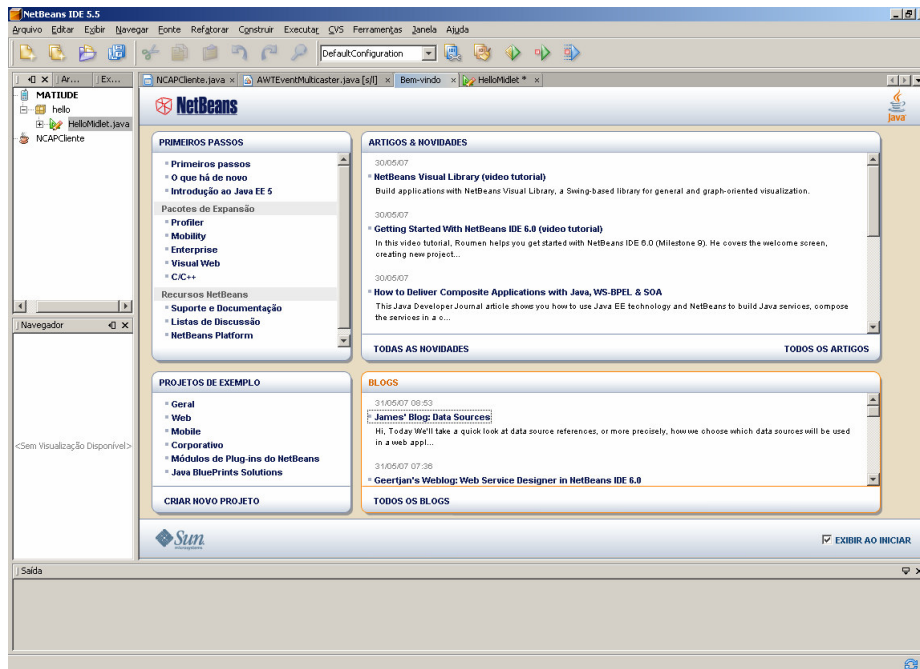 NetBeans IDE 5.5
Arquivo Editar Exibir Navegar Fonte Refatorar Construir Executar CVS Ferramentas Janela Ajuda
DefaultConfiguration
Ar... Ex...
NCAPCliente.java x AWTEventMulticaster.java [s/l] x Bem-vindo x HelloMidlet * x
MATIUDE
hello
HelloMidlet.java
NCAPCliente
NetBeans
Java
PRIMEIROS PASSOS
Primeiros passos
O que há de novo
Introdução ao Java EE 5
Pacotes de Expansão
Profiler
Mobility
Enterprise
Visual Web
C/C++
Recursos NetBeans
Suporte e Documentação
Listas de Discussão
NetBeans Platform
ARTIGOS & NOVIDADES
30/05/07
NetBeans Visual Library (video tutorial)
Build applications with NetBeans Visual Library, a Swing-based library for general and graph-oriented visualization.
30/05/07
Getting Started With NetBeans IDE 6.0 (video tutorial)
In this video tutorial, Roumen helps you get started with NetBeans IDE 6.0 (Milestone 9). He covers the welcome screen,
creating new project...
30/05/07
How to Deliver Composite Applications with Java, WS-BPEL & SOA
This Java Developer Journal article shows you how to use Java EE technology and NetBeans to build Java services, compose
the services in a c...
TODAS AS NOVIDADES TODOS OS ARTIGOS
Navegador
<Sem Visualização Disponível>
PROJETOS DE EXEMPLO
Geral
Web
Mobile
Corporativo
Módulos de Plug-ins do NetBeans
Java BluePrints Solutions
CRIAR NOVO PROJETO
BLOGS
31/05/07 08:53
James' Blog: Data Sources
Hi, Today We'll take a quick look at data source references, or more precisely, how we choose which data sources will be used
in a web appl...
31/05/07 07:36
Geertjan's Weblog: Web Service Designer in NetBeans IDE 6.0
TODOS OS BLOGS
Sun
microsystems
EXIBIR AO INICIAR
Saída